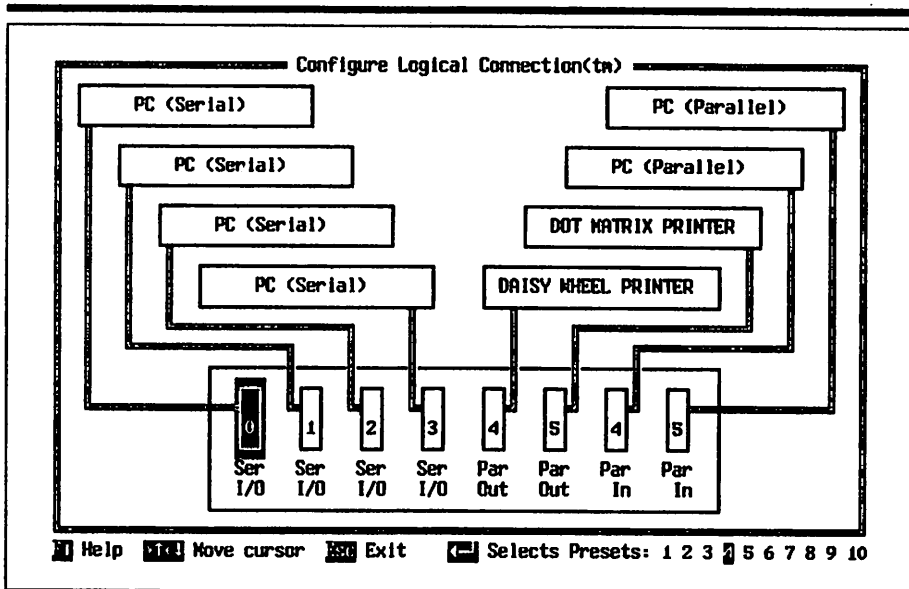 Configure Logical Connection(tm)
PC (Serial)
PC (Parallel)
PC (Serial)
PC (Parallel)
PC (Serial)
DOT MATRIX PRINTER
PC (Serial)
DAISY WHEEL PRINTER
0 1 2 3 4 5 4 5
Ser Ser Ser Ser Par Par Par Par
I/O I/O I/O I/O Out Out In In
Help Move cursor Esc Exit Selects Presets: 1 2 3 4 5 6 7 8 9 10